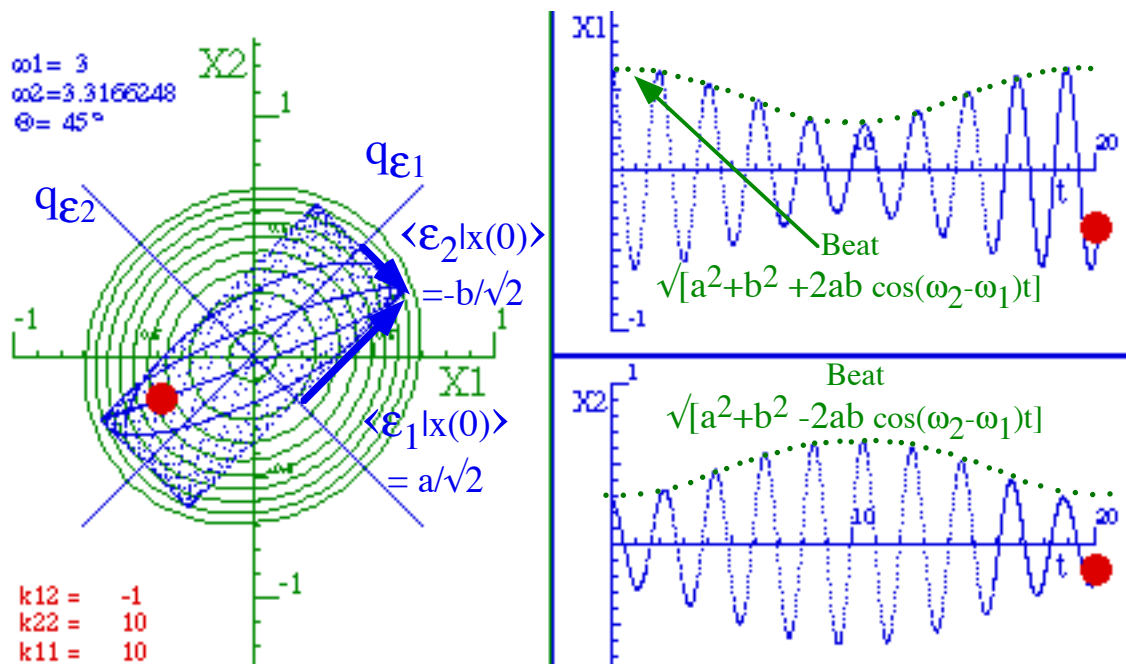 ω1= 3
ω2=3.3166248
Θ= 45°
X2
1
qε1
qε2
<ε2|x(0)>
=-b/√2
-1
1
X1
<ε1|x(0)>
= a/√2
-1
k12 = -1
k22 = 10
k11 = 10
X1
10
20
t
Beat
√[a²+b² +2ab cos(ω2-ω1)t]
-1
Beat
1
X2
√[a²+b² -2ab cos(ω2-ω1)t]
10
20
t